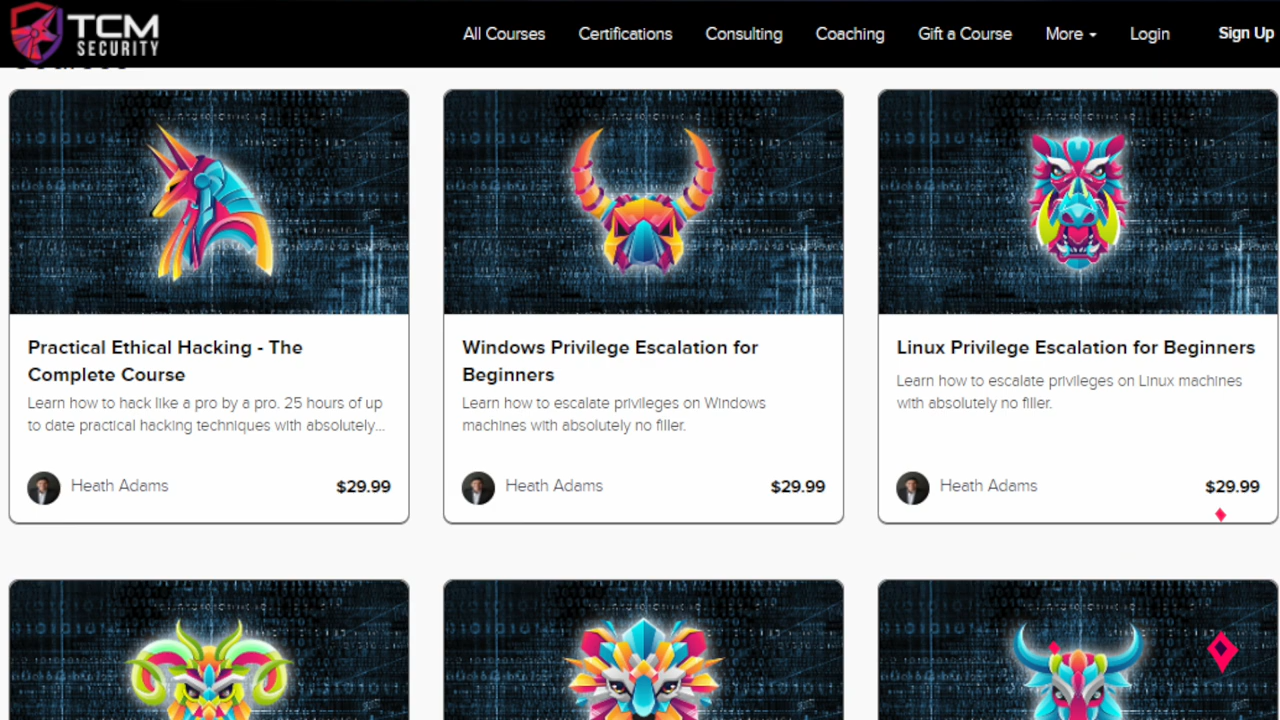 TCM
SECURITY
All Courses
Certifications
Consulting
Coaching
Gift a Course
More
Login
Sign Up
Practical Ethical Hacking - The
Complete Course
Learn how to hack like a pro by a pro. 25 hours of up
to date practical hacking techniques with absolutely...
Heath Adams
$29.99
Windows Privilege Escalation for
Beginners
Learn how to escalate privileges on Windows
machines with absolutely no filler.
Heath Adams
$29.99
Linux Privilege Escalation for Beginners
Learn how to escalate privileges on Linux machines
with absolutely no filler.
Heath Adams
$29.99